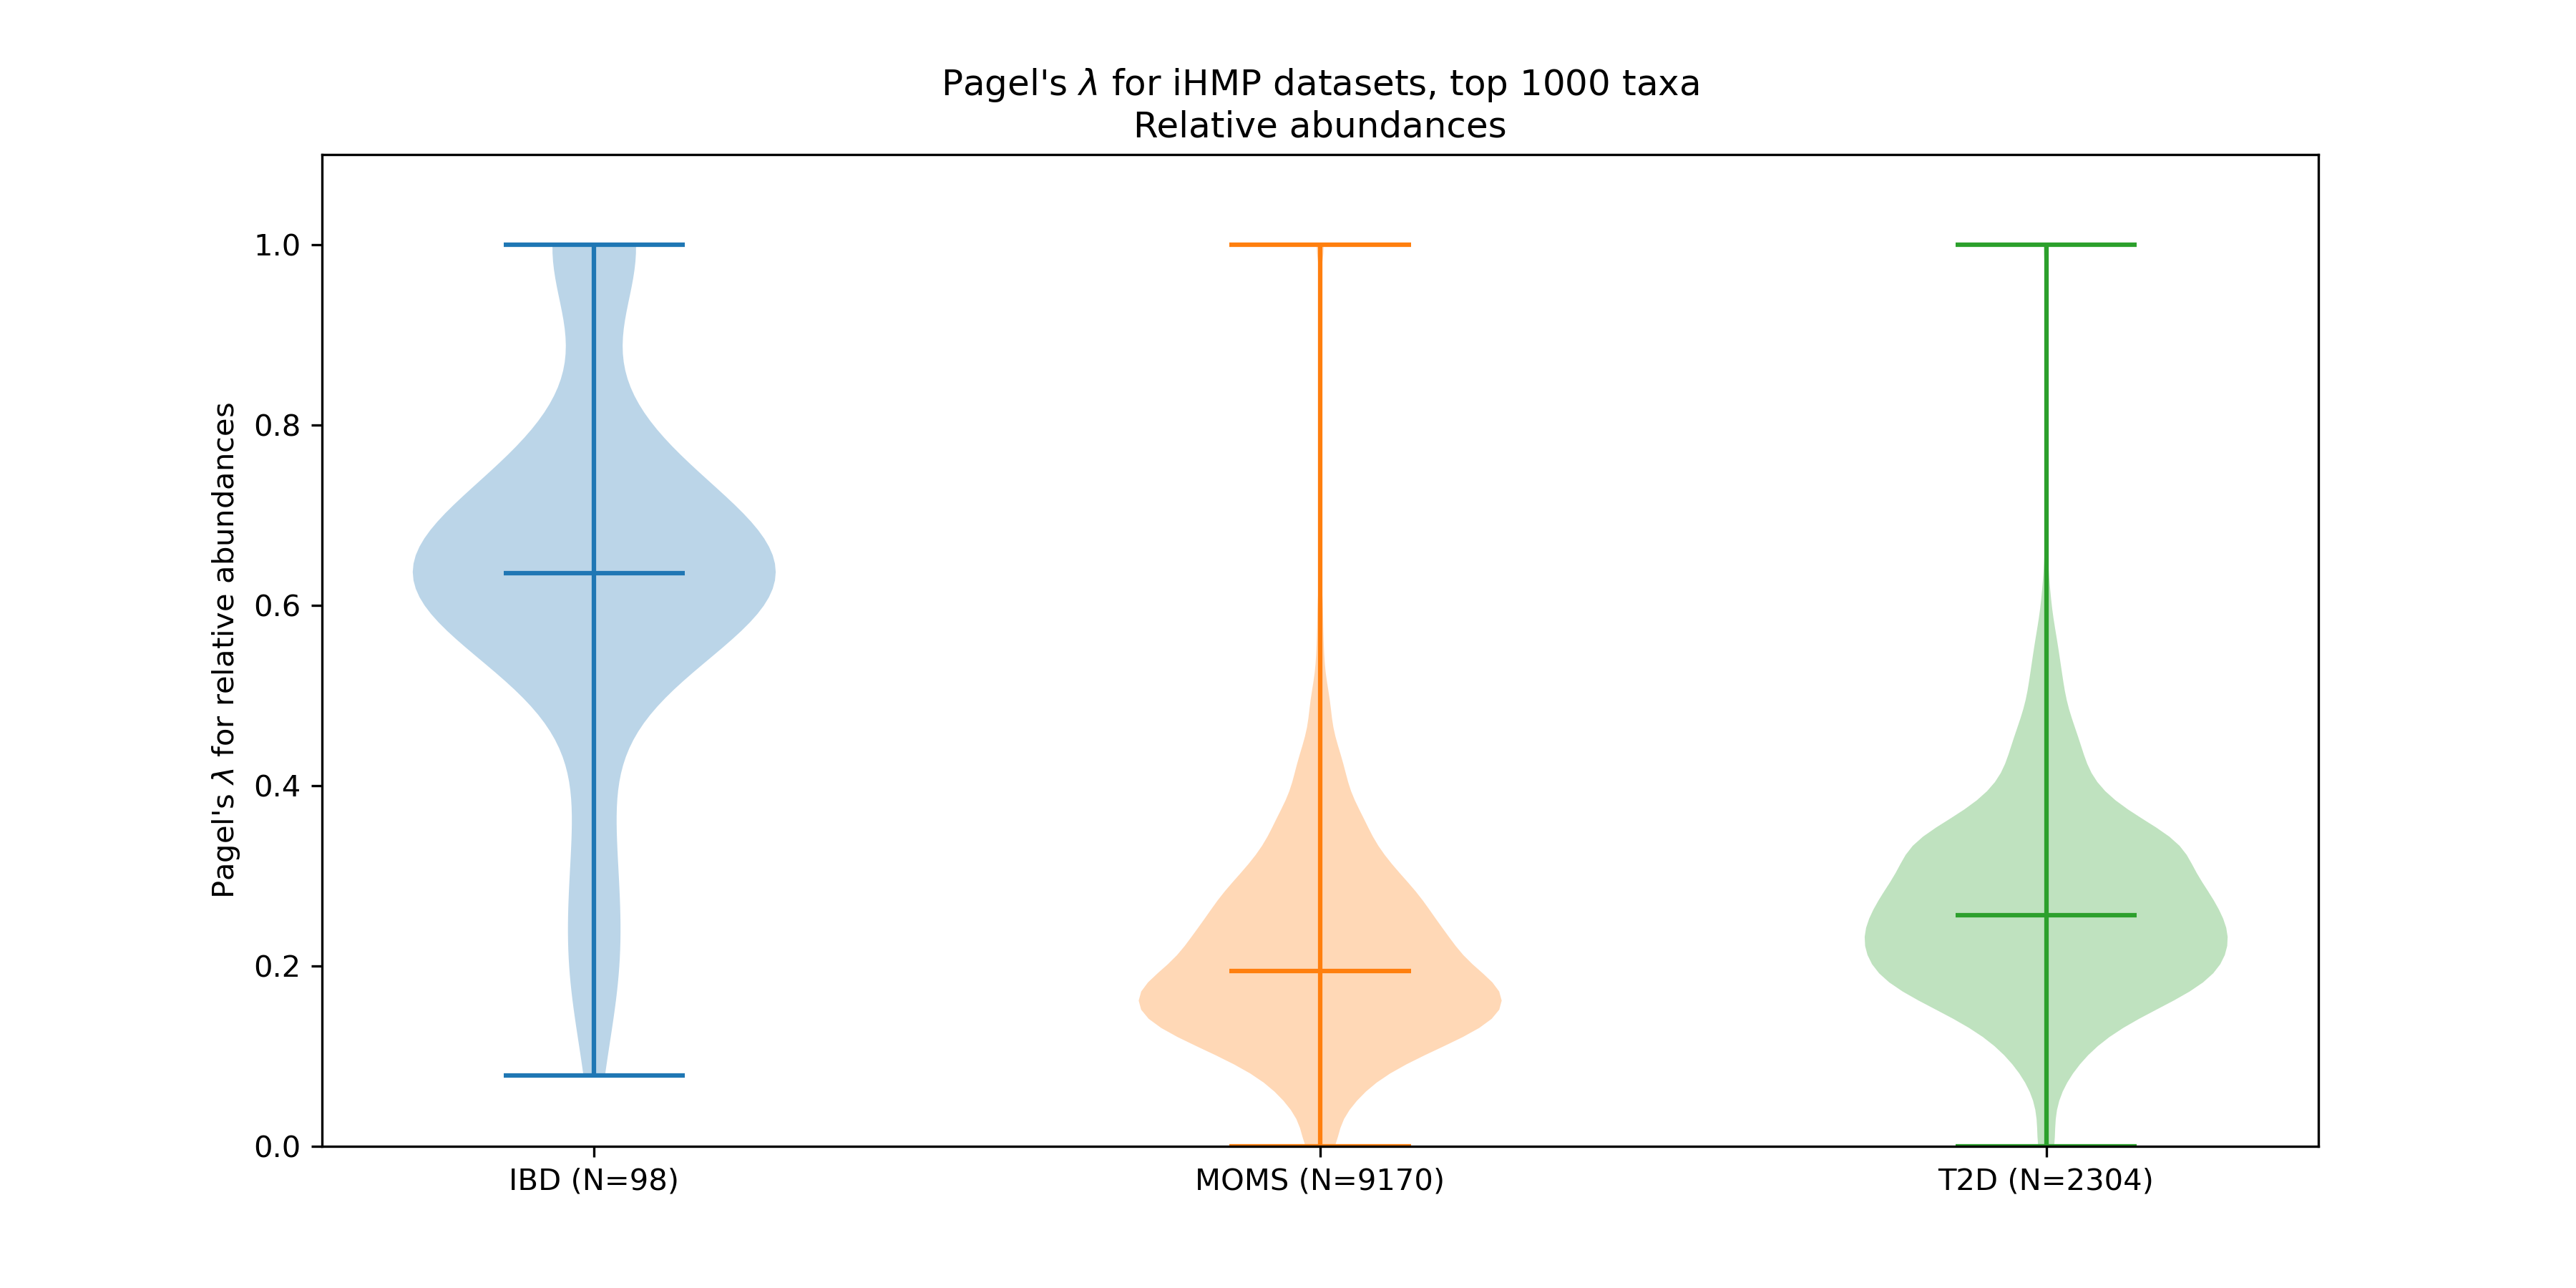 Pagel's λ for iHMP datasets, top 1000 taxa
Relative abundances
Pagel's λ for relative abundances
1.0
0.8
0.6
0.4
0.2
0.0
IBD (N=98)
MOMS (N=9170)
T2D (N=2304)